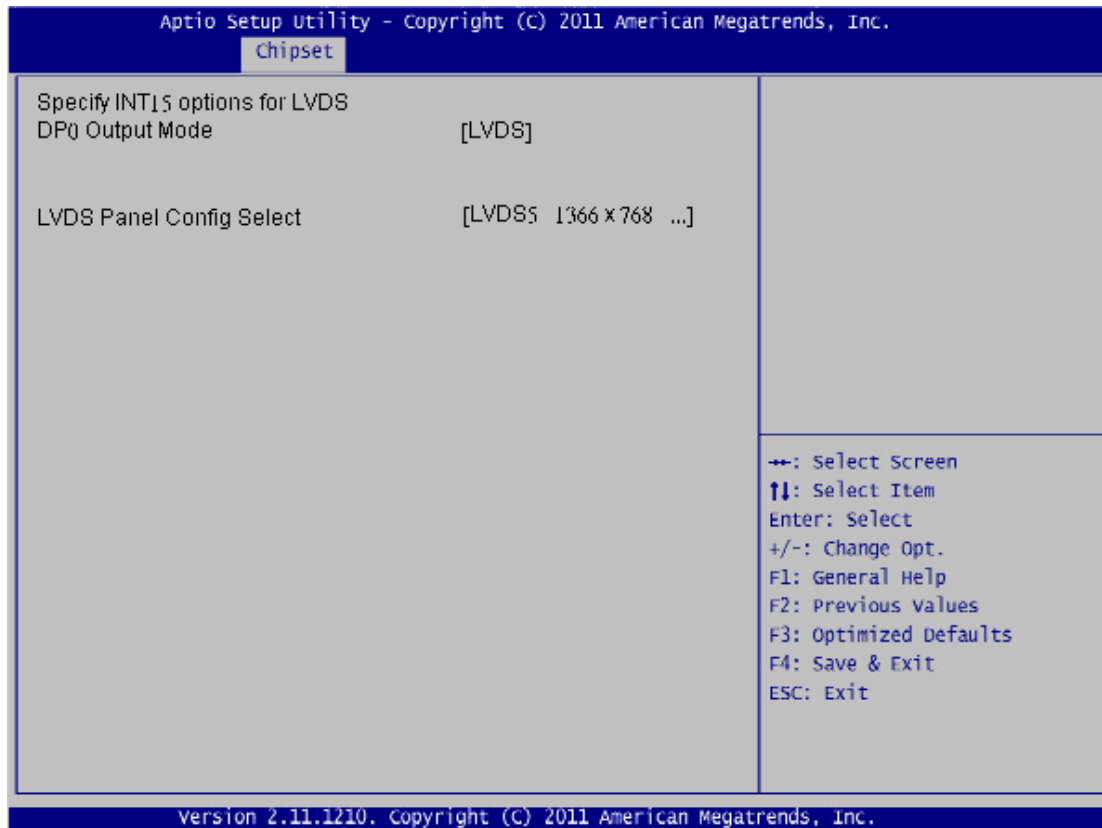 Aptio Setup Utility - Copyright (C) 2011 American Megatrends, Inc.
Chipset
Specify INT15 options for LVDS
DP0 Output Mode [LVDS]
LVDS Panel Config Select [LVDS5 1366 x 768 ...]
→←: Select Screen
↑↓: Select Item
Enter: Select
+/-: Change Opt.
F1: General Help
F2: Previous Values
F3: Optimized Defaults
F4: Save & Exit
ESC: Exit
Version 2.11.1210. Copyright (C) 2011 American Megatrends, Inc.